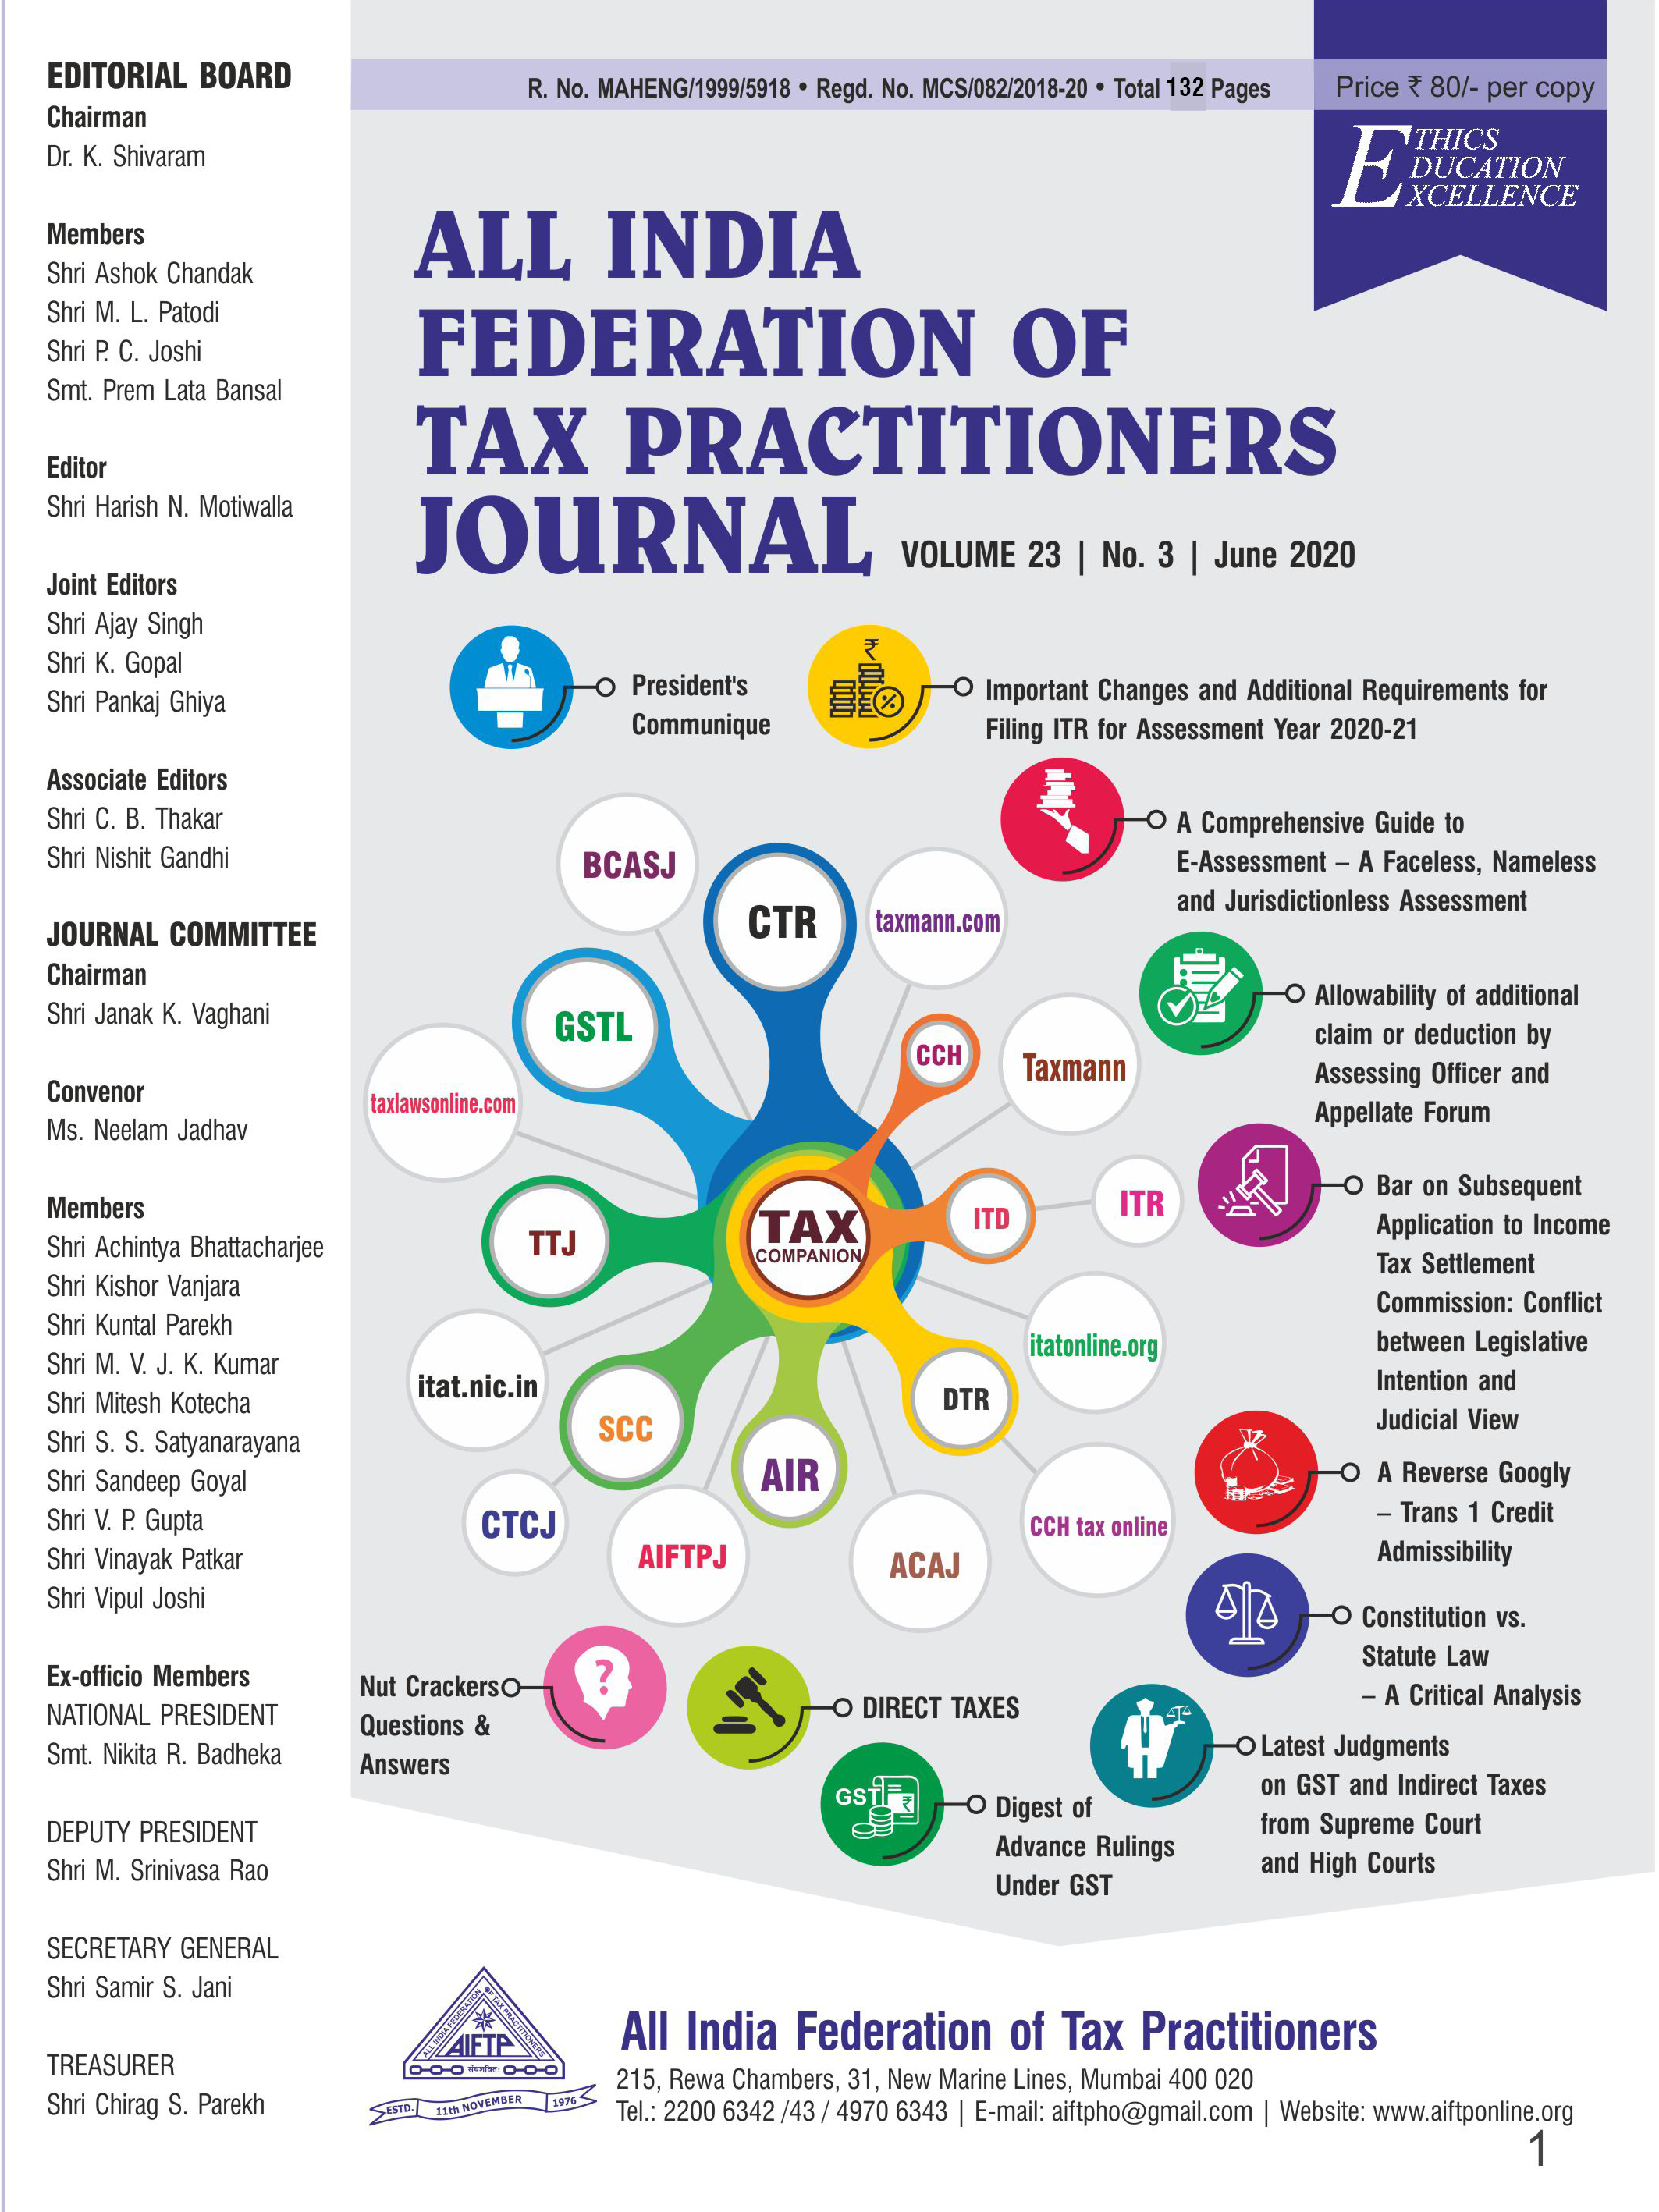 EDITORIAL BOARD
Chairman
Dr. K. Shivaram
Members
Shri Ashok Chandak
Shri M. L. Patodi
Shri P. C. Joshi
Smt. Prem Lata Bansal
Editor
Shri Harish N. Motiwalla
Joint Editors
Shri Ajay Singh
Shri K. Gopal
Shri Pankaj Ghiya
Associate Editors
Shri C. B. Thakar
Shri Nishit Gandhi
JOURNAL COMMITTEE
Chairman
Shri Janak K. Vaghani
Convenor
Ms. Neelam Jadhav
Members
Shri Achintya Bhattacharjee
Shri Kishor Vanjara
Shri Kuntal Parekh
Shri M. V. J. K. Kumar
Shri Mitesh Kotecha
Shri S. S. Satyanarayana
Shri Sandeep Goyal
Shri V. P. Gupta
Shri Vinayak Patkar
Shri Vipul Joshi
Ex-officio Members
NATIONAL PRESIDENT
Smt. Nikita R. Badheka
DEPUTY PRESIDENT
Shri M. Srinivasa Rao
SECRETARY GENERAL
Shri Samir S. Jani
TREASURER
Shri Chirag S. Parekh
R. No. MAHENG/1999/5918 • Regd. No. MCS/082/2018-20 • Total 132 Pages
Price ₹ 80/- per copy
ETHICS
EDUCATION
EXCELLENCE
ALL INDIA
FEDERATION OF
TAX PRACTITIONERS
JOURNAL VOLUME 23 | No. 3 | June 2020
President's
Communique
₹
Important Changes and Additional Requirements for
Filing ITR for Assessment Year 2020-21
A Comprehensive Guide to
E-Assessment – A Faceless, Nameless
and Jurisdictionless Assessment
Allowability of additional
claim or deduction by
Assessing Officer and
Appellate Forum
Bar on Subsequent
Application to Income
Tax Settlement
Commission: Conflict
between Legislative
Intention and
Judicial View
A Reverse Googly
– Trans 1 Credit
Admissibility
Constitution vs.
Statute Law
– A Critical Analysis
Latest Judgments
on GST and Indirect Taxes
from Supreme Court
and High Courts
GST ₹
Digest of
Advance Rulings
Under GST
DIRECT TAXES
?
Nut Crackers
Questions &
Answers
BCASJ
CTR
taxmann.com
GSTL
CCH
Taxmann
taxlawsonline.com
TTJ
TAX
COMPANION
ITD
ITR
itatonline.org
itat.nic.in
SCC
AIR
DTR
CTCJ
AIFTPJ
ACAJ
CCH tax online
ALL INDIA FEDERATION OF TAX PRACTITIONERS
AIFTP
संघशक्ति:
ESTD. 11th NOVEMBER 1976
All India Federation of Tax Practitioners
215, Rewa Chambers, 31, New Marine Lines, Mumbai 400 020
Tel.: 2200 6342 /43 / 4970 6343 | E-mail: aiftpho@gmail.com | Website: www.aiftponline.org
1